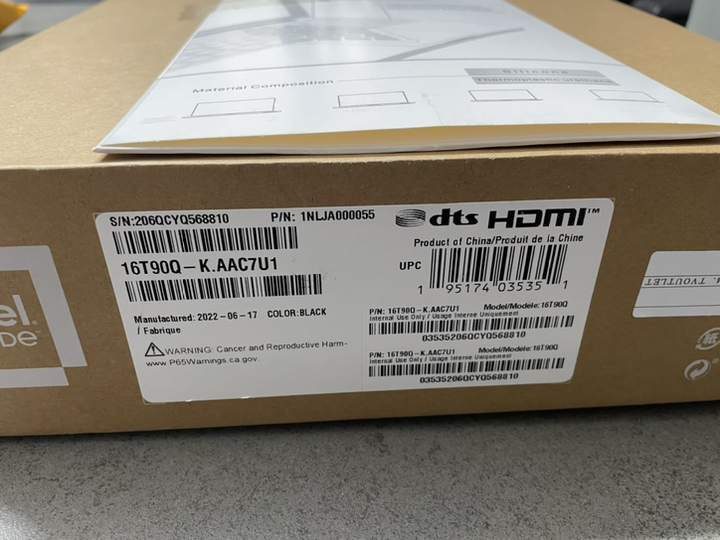 Material Composition
Silicone
S/N:206QCYQ568810
P/N: 1NLJA000055
dts HDMI™
Product of China/Produit de la Chine
16T90Q-K.AAC7U1
UPC
1 95174 03535 1
Manufactured: 2022-06-17 COLOR:BLACK
/ Fabrique
WARNING: Cancer and Reproductive Harm-
www.P65Warnings.ca.gov.
P/N: 16T90Q-K.AAC7U1 Model/Modèle: 16T90Q
Internal Use Only / Usage Interne Uniquement
03535206QCYQ568810
P/N: 16T90Q-K.AAC7U1 Model/Modèle: 16T90Q
Internal Use Only / Usage Interne Uniquement
03535206QCYQ568810
TVOUTLET